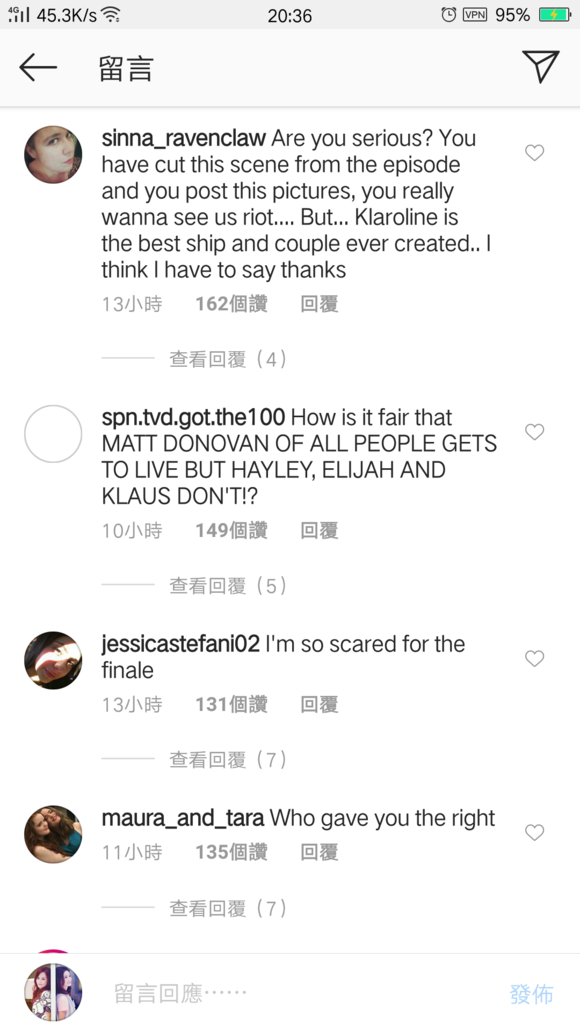 4G 45.3K/s 20:36 VPN 95%
留言
sinna_ravenclaw Are you serious? You
have cut this scene from the episode
and you post this pictures, you really
wanna see us riot.... But... Klaroline is
the best ship and couple ever created.. I
think I have to say thanks
13小時 162個讚 回覆
查看回覆（4）
spn.tvd.got.the100 How is it fair that
MATT DONOVAN OF ALL PEOPLE GETS
TO LIVE BUT HAYLEY, ELIJAH AND
KLAUS DON'T!?
10小時 149個讚 回覆
查看回覆（5）
jessicastefani02 I'm so scared for the
finale
13小時 131個讚 回覆
查看回覆（7）
maura_and_tara Who gave you the right
11小時 135個讚 回覆
查看回覆（7）
留言回應⋯⋯ 發佈